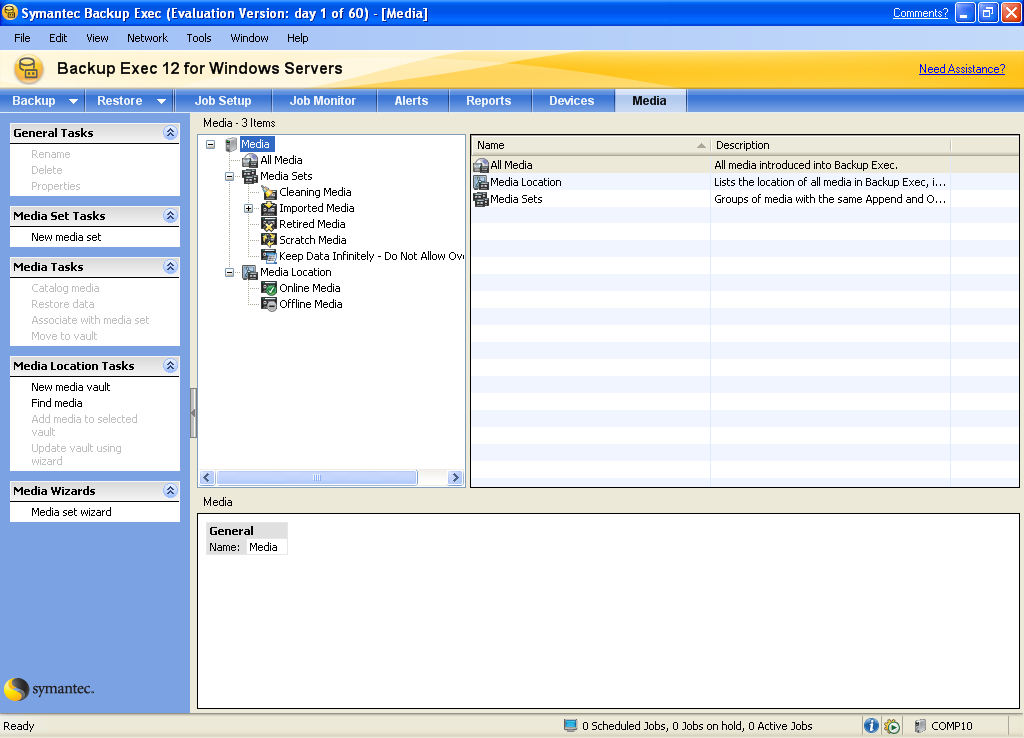 Symantec Backup Exec (Evaluation Version: day 1 of 60) - [Media]
Comments?
File Edit View Network Tools Window Help
Backup Exec 12 for Windows Servers
Need Assistance?
Backup Restore Job Setup Job Monitor Alerts Reports Devices Media
General Tasks
Rename
Delete
Properties
Media Set Tasks
New media set
Media Tasks
Catalog media
Restore data
Associate with media set
Move to vault
Media Location Tasks
New media vault
Find media
Add media to selected
vault
Update vault using
wizard
Media Wizards
Media set wizard
symantec.
Media - 3 Items
Media
All Media
Media Sets
Cleaning Media
Imported Media
Retired Media
Scratch Media
Keep Data Infinitely - Do Not Allow Ov
Media Location
Online Media
Offline Media
Name Description
All Media All media introduced into Backup Exec.
Media Location Lists the location of all media in Backup Exec, i...
Media Sets Groups of media with the same Append and O...
Media
General
Name: Media
Ready
0 Scheduled Jobs, 0 Jobs on hold, 0 Active Jobs
COMP10